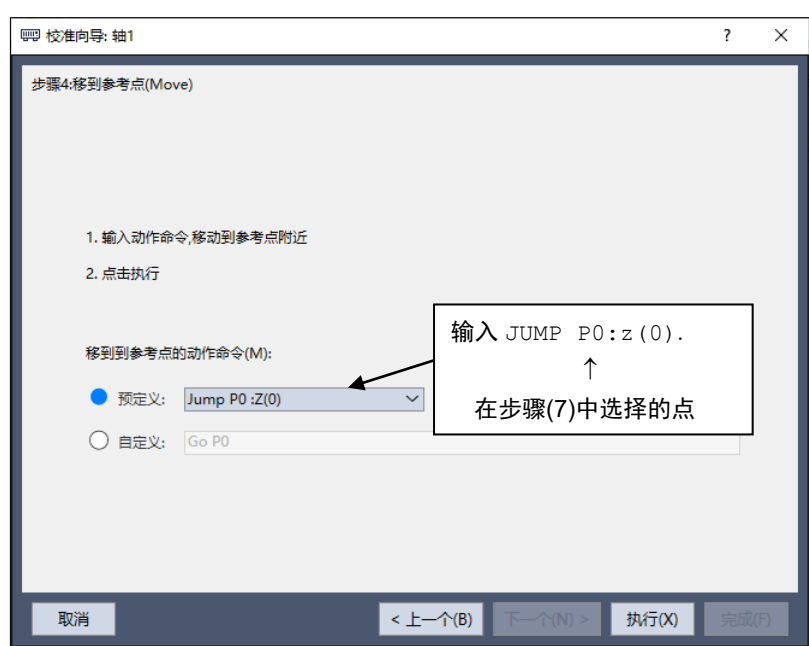 校准向导: 轴1
步骤4:移到参考点(Move)
1. 输入动作命令,移动到参考点附近
2. 点击执行
输入 JUMP P0:z(0).
↑
在步骤(7)中选择的点
移到到参考点的动作命令(M):
预定义: Jump P0 :Z(0)
自定义: Go P0
取消 < 上一个(B) 下一个(N) > 执行(X) 完成(F)